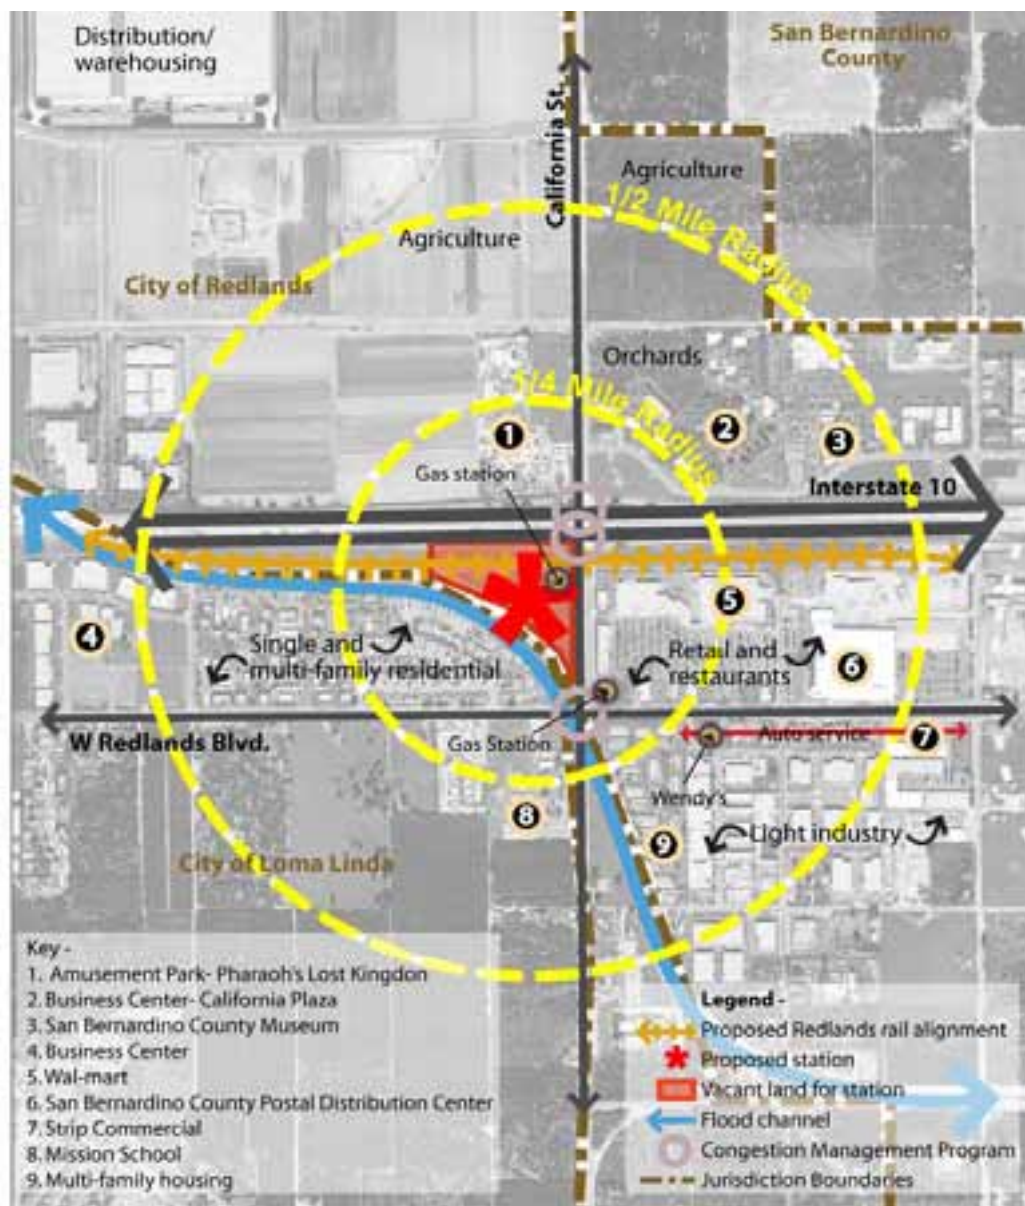 Distribution/
warehousing
San Bernardino
County
California St.
Agriculture
1/2 Mile Radius
Agriculture
City of Redlands
Orchards
1/4 Mile Radius
1
2
3
Gas station
Interstate 10
4
Single and
multi-family residential
5
Retail and
restaurants
6
W Redlands Blvd.
Gas Station
Auto service
7
Wendy's
8
9
Light industry
City of Loma Linda
Key -
1. Amusement Park- Pharaoh's Lost Kingdon
2. Business Center- California Plaza
3. San Bernardino County Museum
4. Business Center
5. Wal-mart
6. San Bernardino County Postal Distribution Center
7. Strip Commercial
8. Mission School
9. Multi-family housing
Legend -
Proposed Redlands rail alignment
Proposed station
Vacant land for station
Flood channel
Congestion Management Program
Jurisdiction Boundaries